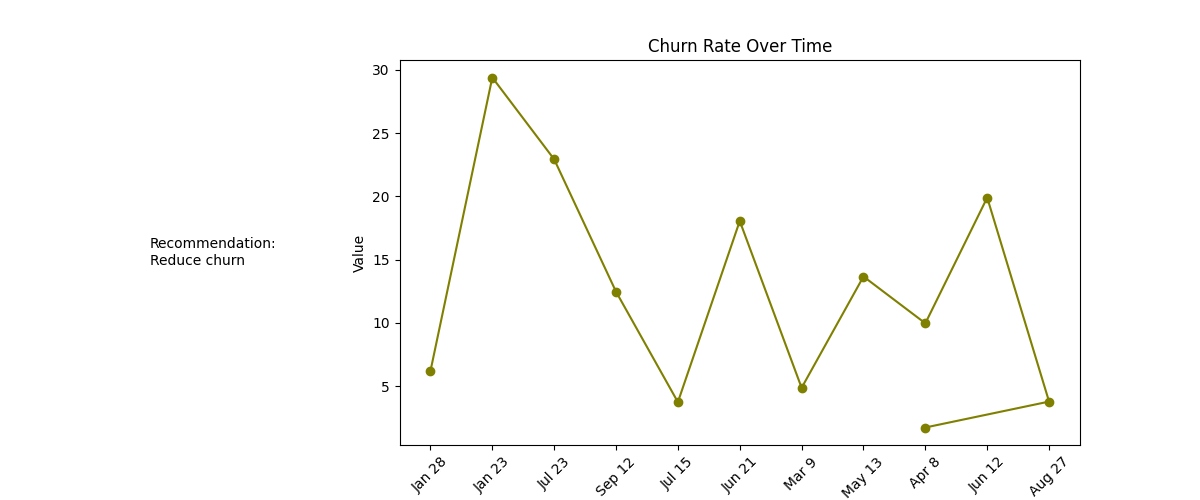 Churn Rate Over Time
Recommendation:
Reduce churn
Value
30
25
20
15
10
5
Jan 28
Jan 23
Jul 23
Sep 12
Jul 15
Jun 21
Mar 9
May 13
Apr 8
Jun 12
Aug 27